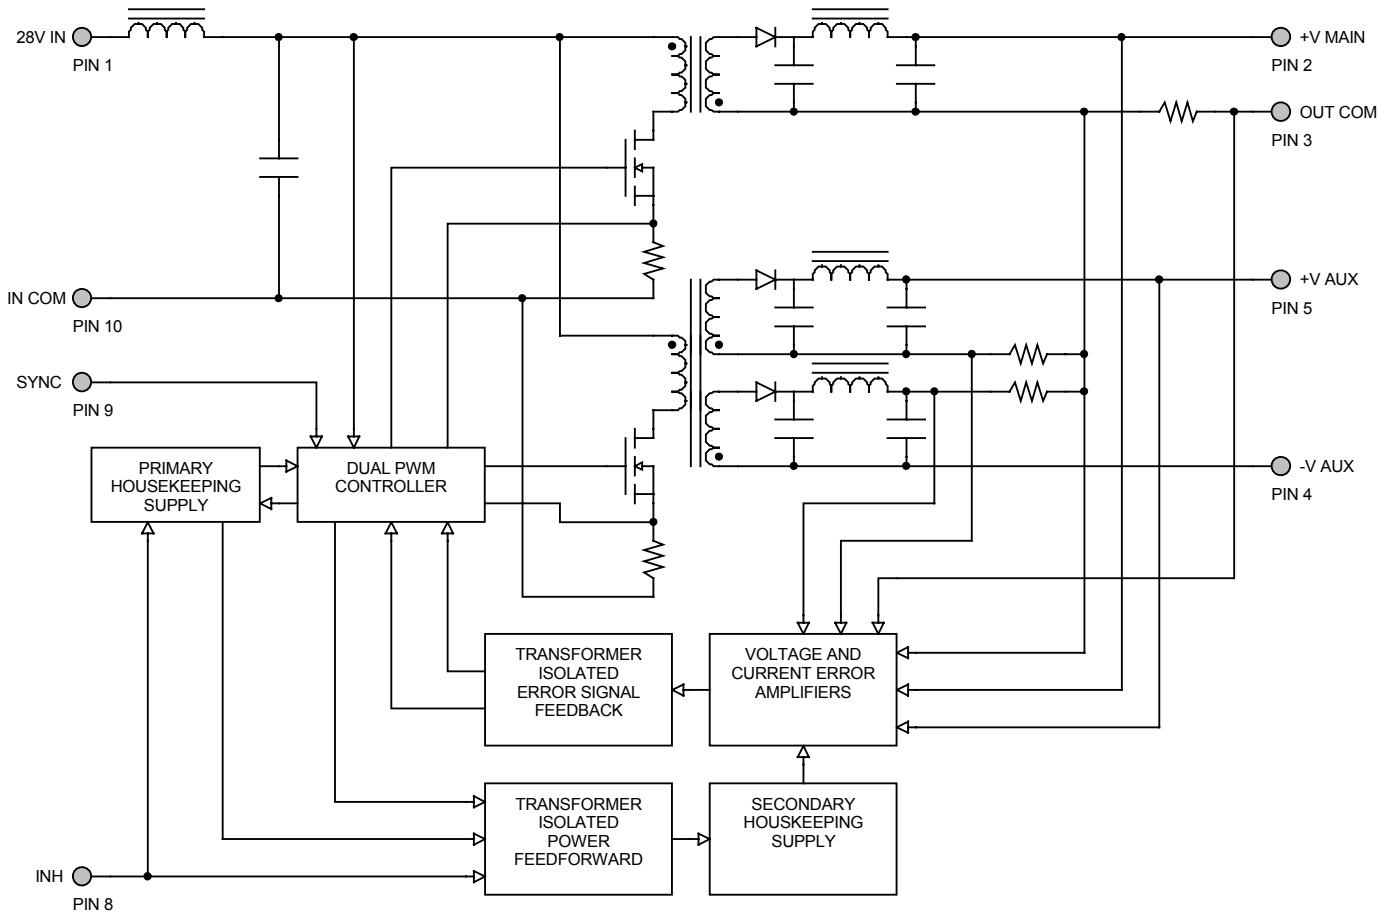 28V IN
PIN 1
+V MAIN
PIN 2
OUT COM
PIN 3
IN COM
PIN 10
+V AUX
PIN 5
SYNC
PIN 9
-V AUX
PIN 4
PRIMARY
HOUSEKEEPING
SUPPLY
DUAL PWM
CONTROLLER
TRANSFORMER
ISOLATED
ERROR SIGNAL
FEEDBACK
VOLTAGE AND
CURRENT ERROR
AMPLIFIERS
TRANSFORMER
ISOLATED
POWER
FEEDFORWARD
SECONDARY
HOUSKEEPING
SUPPLY
INH
PIN 8